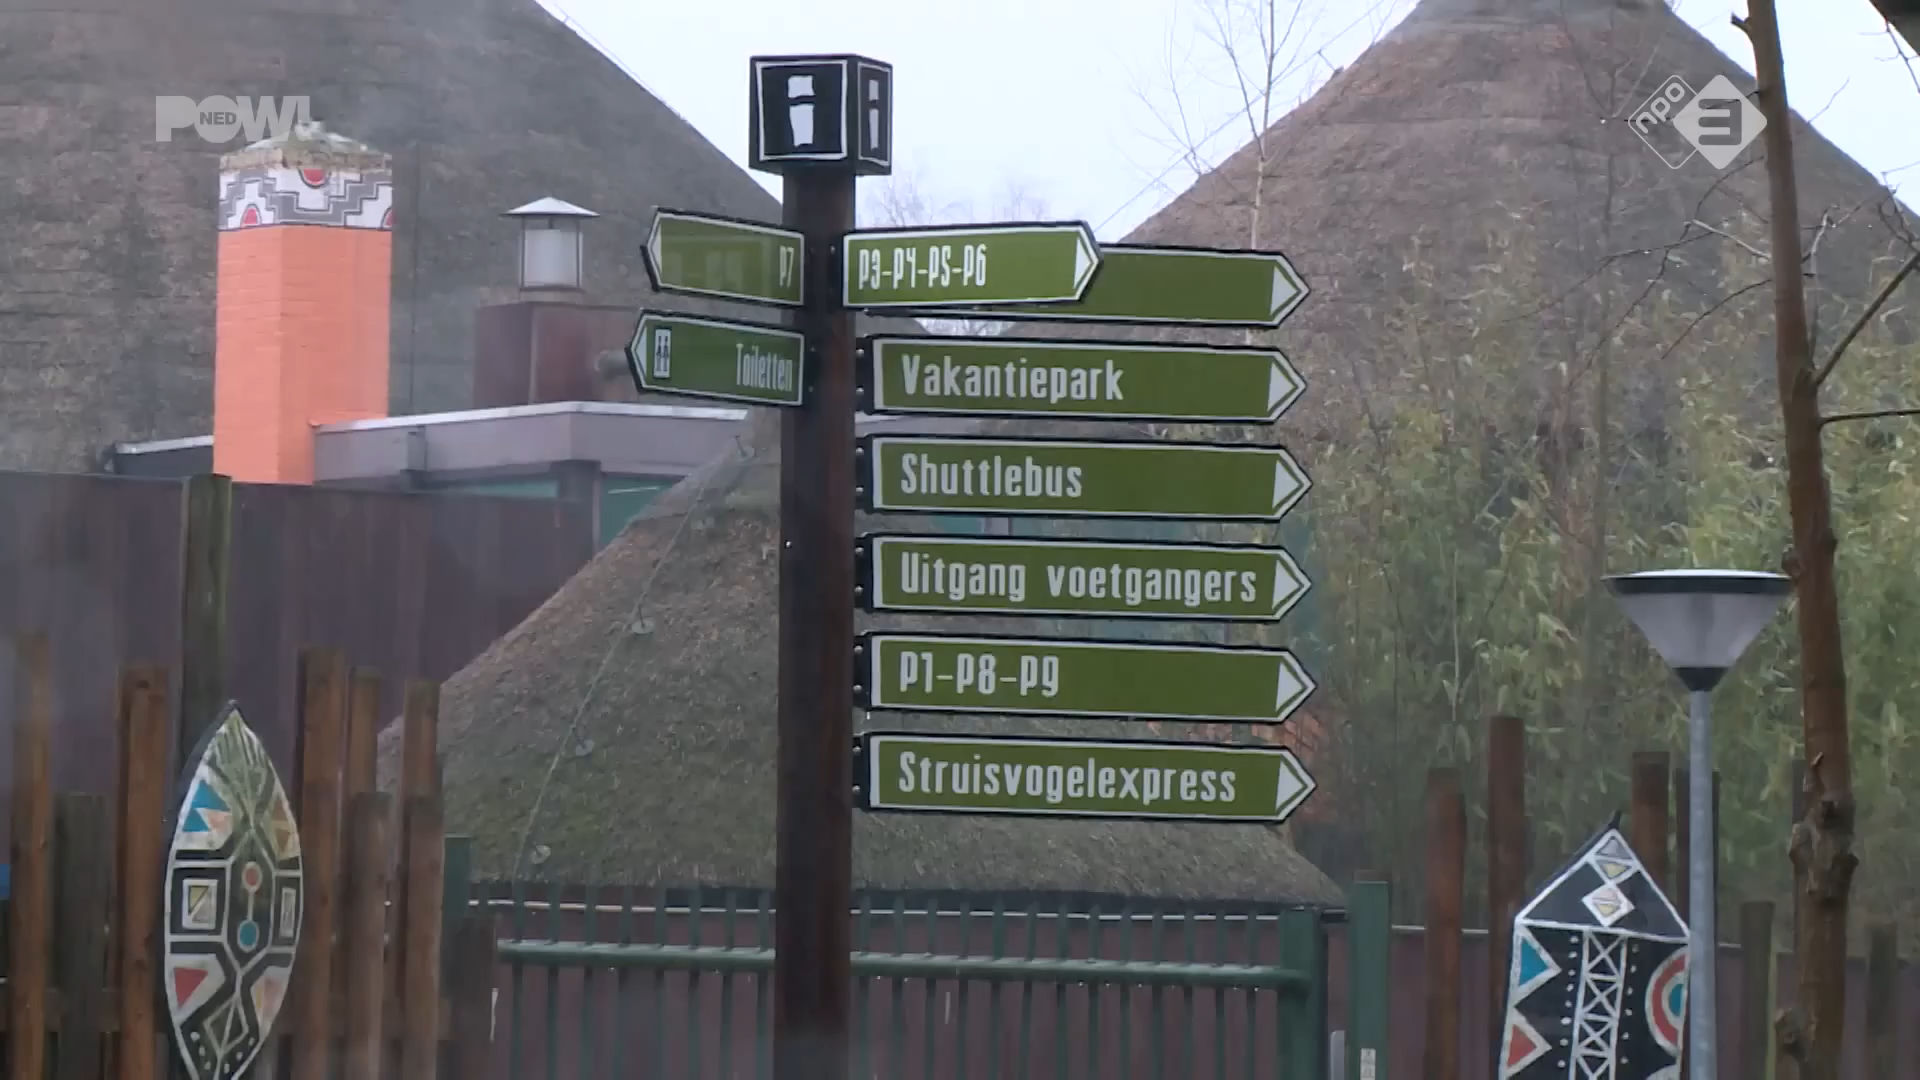 POW!
NED
npo 3
i i
P7
P3-P4-P5-P6
Toiletten
Vakantiepark
Shuttlebus
Uitgang voetgangers
P1-P8-P9
Struisvogelexpress